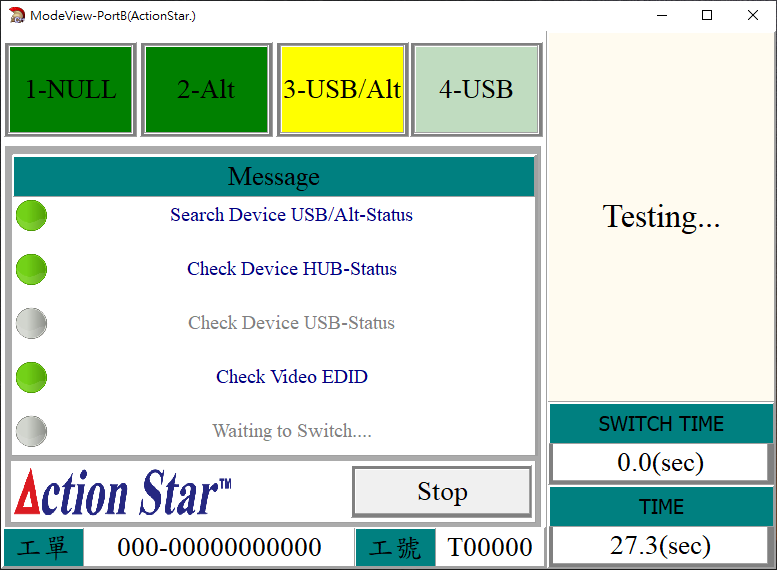 ModeView-PortB(ActionStar.)
1-NULL
2-Alt
3-USB/Alt
4-USB
Message
Search Device USB/Alt-Status
Check Device HUB-Status
Check Device USB-Status
Check Video EDID
Waiting to Switch....
Action Star™
Stop
工單
000-00000000000
工號
T00000
Testing...
SWITCH TIME
0.0(sec)
TIME
27.3(sec)